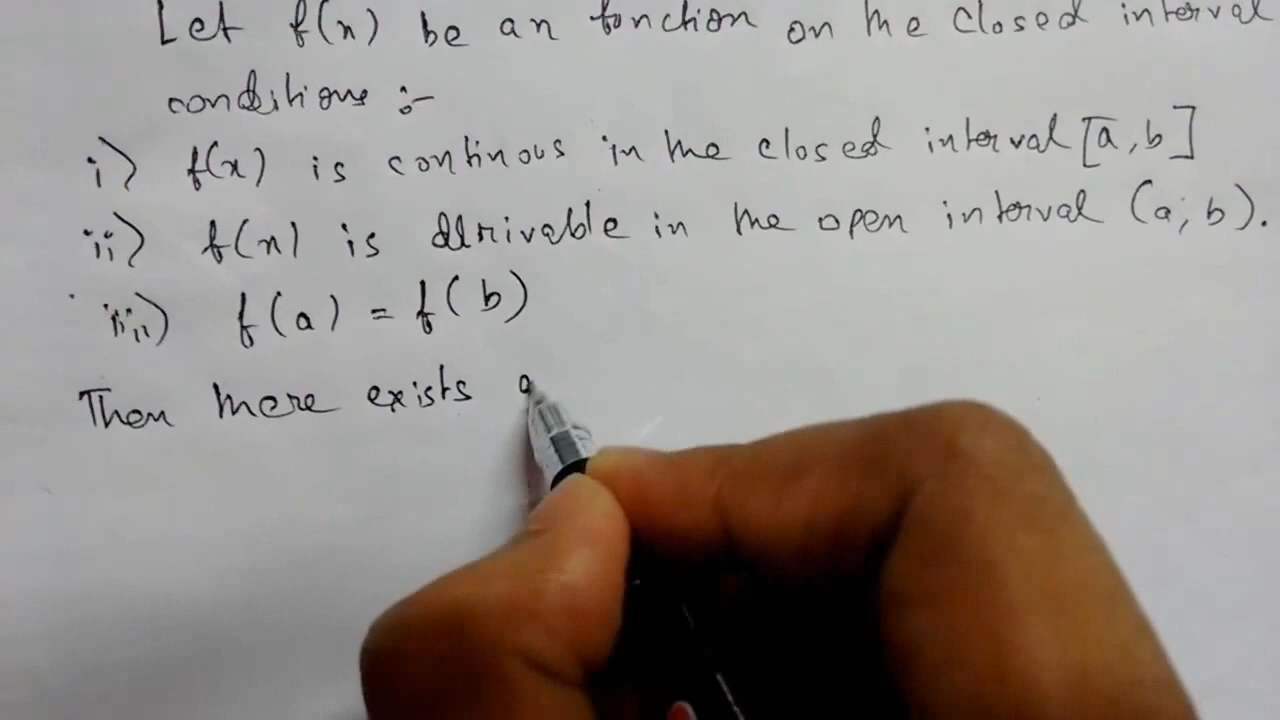 Let f(x) be an function on the closed interval
conditions :-
i) f(x) is continous in the closed interval [a, b]
ii) f(x) is derivable in the open interval (a, b).
iii) f(a) = f(b)
Then there exists a